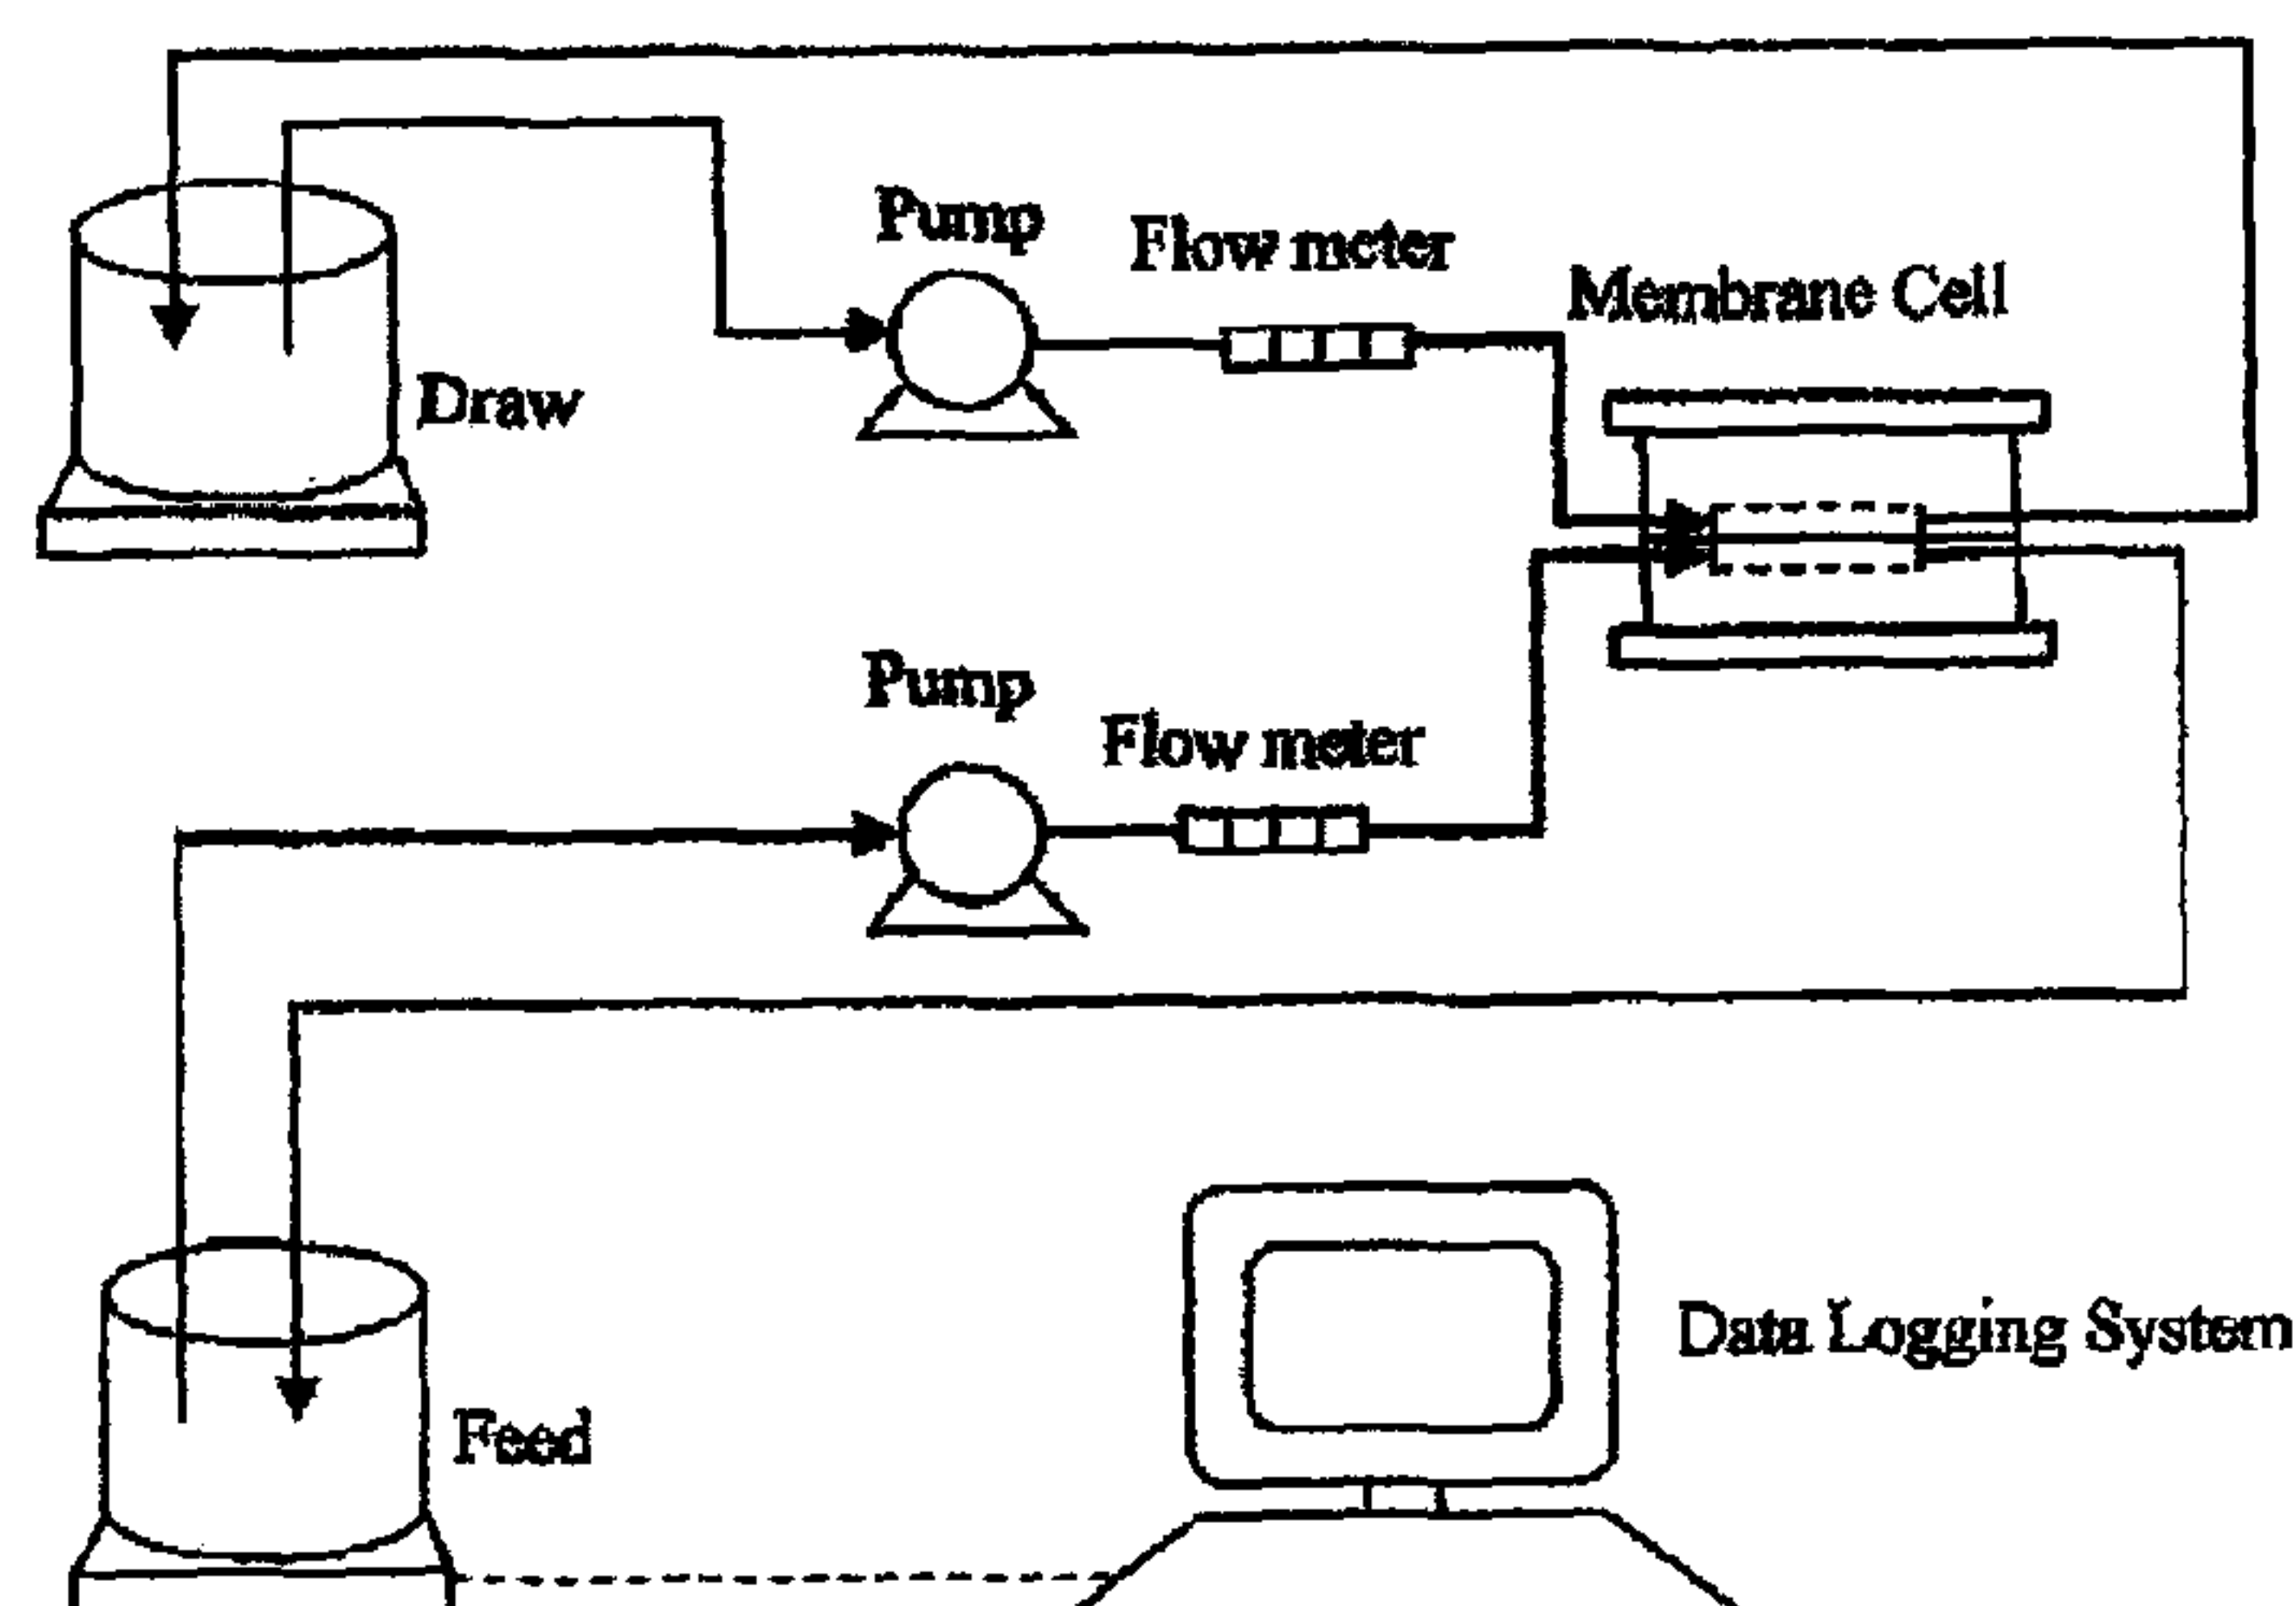 Pump
Flow meter
Membrane Cell
Draw
Pump
Flow meter
Data Logging System
Feed